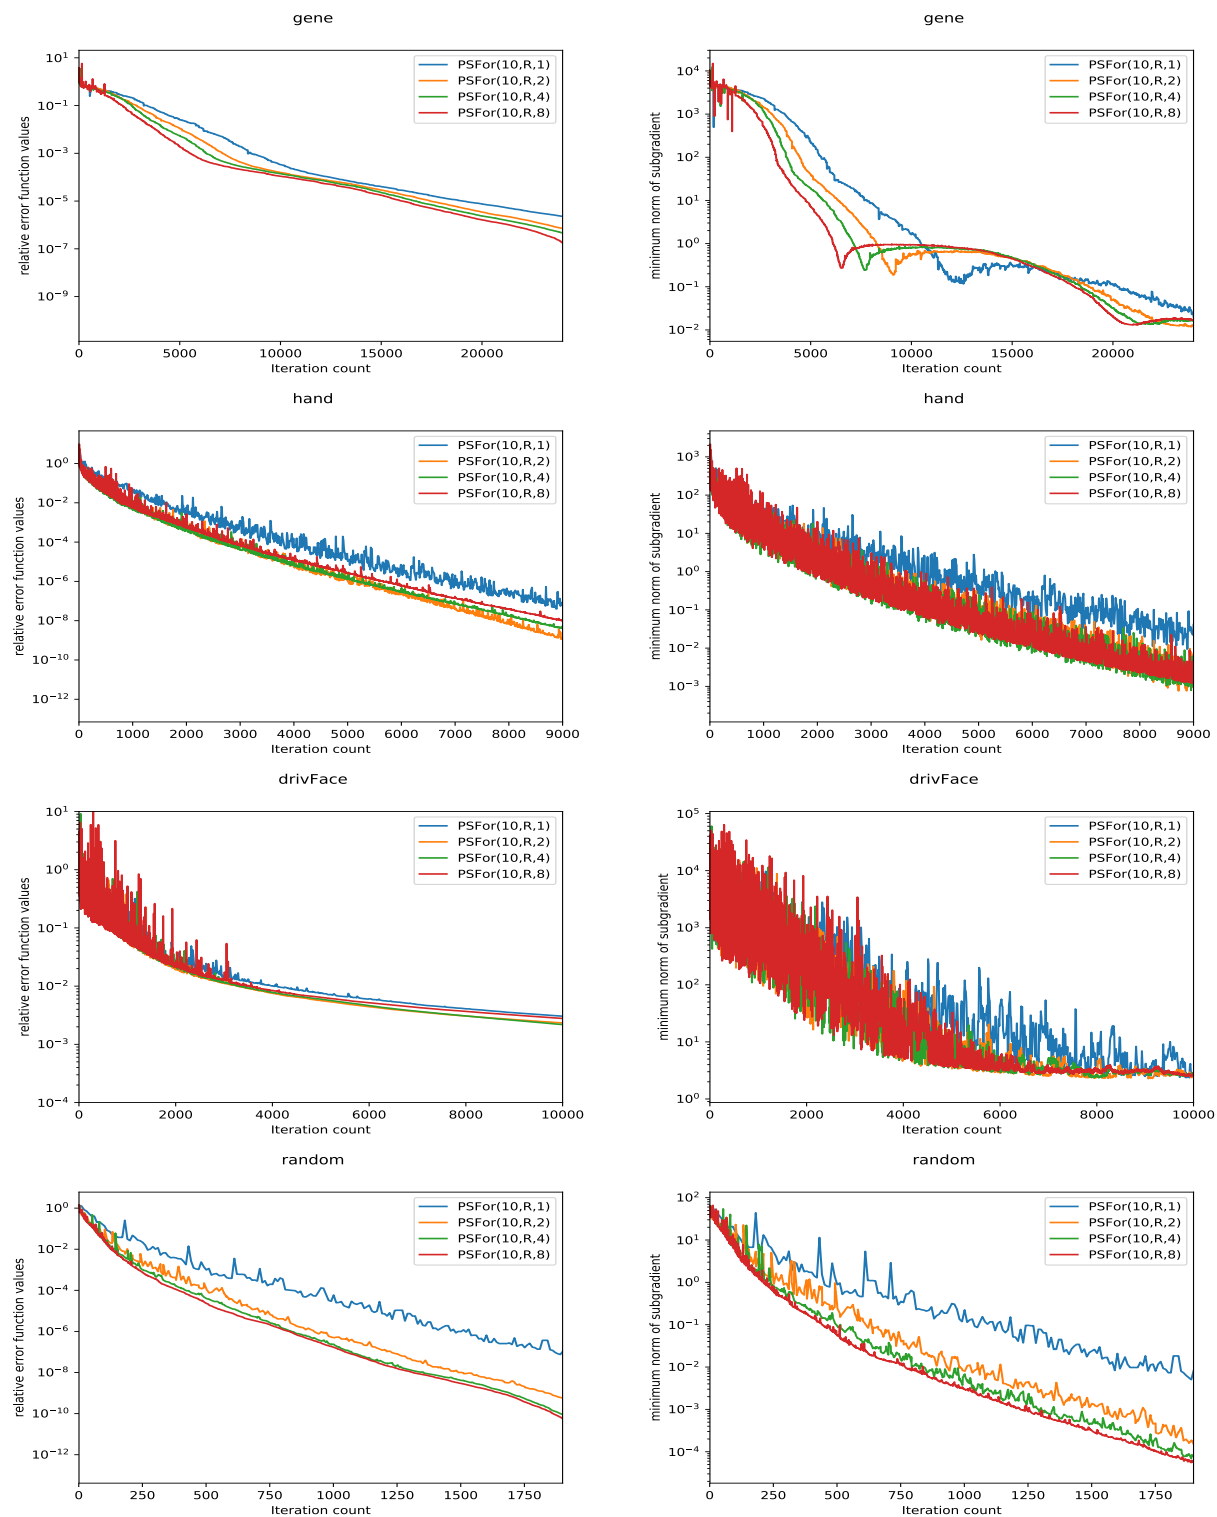 gene
relative error function values
10^1
10^−1
10^−3
10^−5
10^−7
10^−9
PSFor(10,R,1)
PSFor(10,R,2)
PSFor(10,R,4)
PSFor(10,R,8)
0 5000 10000 15000 20000
Iteration count
gene
minimum norm of subgradient
10^4
10^3
10^2
10^1
10^0
10^−1
10^−2
PSFor(10,R,1)
PSFor(10,R,2)
PSFor(10,R,4)
PSFor(10,R,8)
0 5000 10000 15000 20000
Iteration count
hand
relative error function values
10^0
10^−2
10^−4
10^−6
10^−8
10^−10
10^−12
PSFor(10,R,1)
PSFor(10,R,2)
PSFor(10,R,4)
PSFor(10,R,8)
0 1000 2000 3000 4000 5000 6000 7000 8000 9000
Iteration count
hand
minimum norm of subgradient
10^3
10^2
10^1
10^0
10^−1
10^−2
10^−3
PSFor(10,R,1)
PSFor(10,R,2)
PSFor(10,R,4)
PSFor(10,R,8)
0 1000 2000 3000 4000 5000 6000 7000 8000 9000
Iteration count
drivFace
relative error function values
10^1
10^0
10^−1
10^−2
10^−3
10^−4
PSFor(10,R,1)
PSFor(10,R,2)
PSFor(10,R,4)
PSFor(10,R,8)
0 2000 4000 6000 8000 10000
Iteration count
drivFace
minimum norm of subgradient
10^5
10^4
10^3
10^2
10^1
10^0
PSFor(10,R,1)
PSFor(10,R,2)
PSFor(10,R,4)
PSFor(10,R,8)
0 2000 4000 6000 8000 10000
Iteration count
random
relative error function values
10^0
10^−2
10^−4
10^−6
10^−8
10^−10
10^−12
PSFor(10,R,1)
PSFor(10,R,2)
PSFor(10,R,4)
PSFor(10,R,8)
0 250 500 750 1000 1250 1500 1750
Iteration count
random
minimum norm of subgradient
10^2
10^1
10^0
10^−1
10^−2
10^−3
10^−4
PSFor(10,R,1)
PSFor(10,R,2)
PSFor(10,R,4)
PSFor(10,R,8)
0 250 500 750 1000 1250 1500 1750
Iteration count